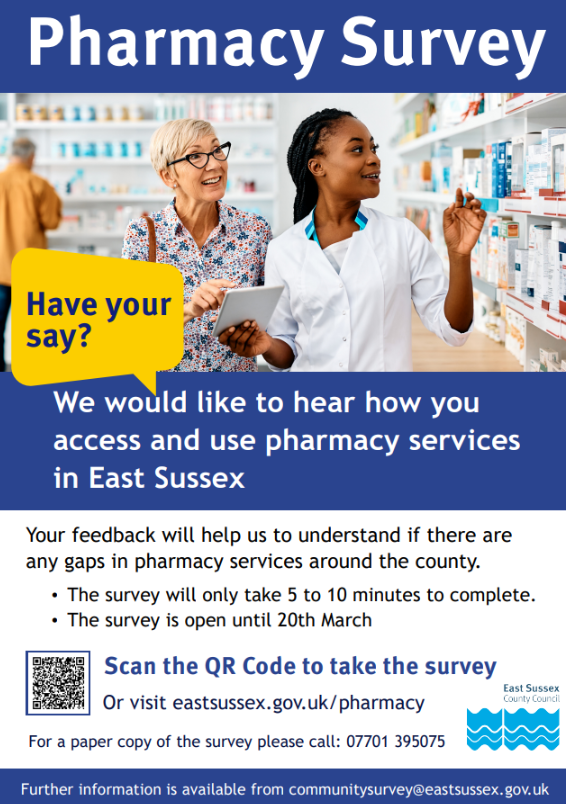 Pharmacy Survey
Have your
say?
We would like to hear how you
access and use pharmacy services
in East Sussex
Your feedback will help us to understand if there are
any gaps in pharmacy services around the county.
• The survey will only take 5 to 10 minutes to complete.
• The survey is open until 20th March
Scan the QR Code to take the survey
Or visit eastsussex.gov.uk/pharmacy
East Sussex
County Council
For a paper copy of the survey please call: 07701 395075
Further information is available from communitysurvey@eastsussex.gov.uk